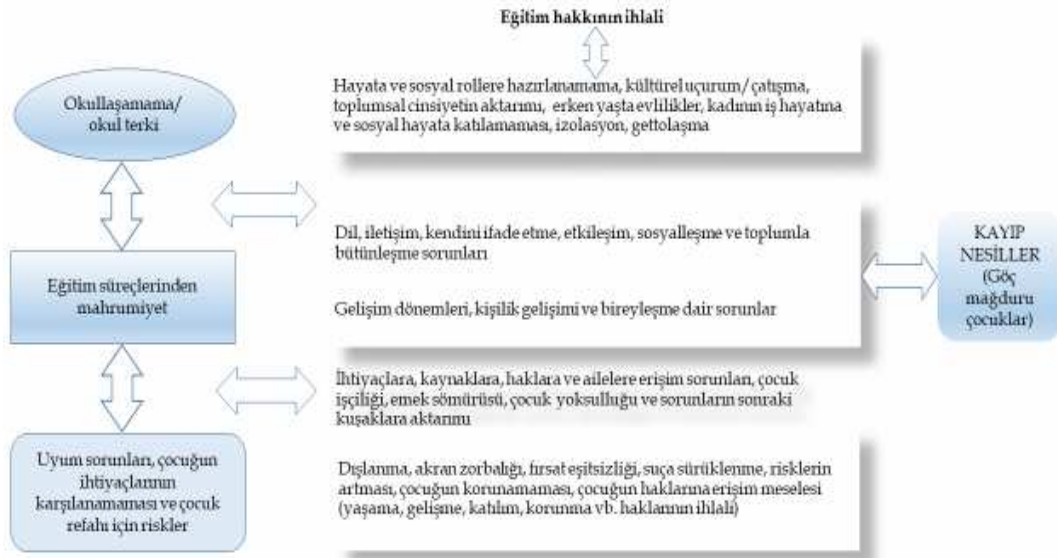 Eğitim hakkının ihlali
Hayata ve sosyal rollere hazırlanamama, kültürel uçurum/ çatışma,
toplumsal cinsiyetin aktarımı, erken yaşta evlilikler, kadının iş hayatına
ve sosyal hayata katılamaması, izolasyon, gettolaşma
Okullaşamama/
okul terki
Dil, iletişim, kendini ifade etme, etkileşim, sosyalleşme ve toplumla
bütünleşme sorunları
Gelişim dönemleri, kişilik gelişimi ve bireyleşme dair sorunlar
Eğitim süreçlerinden
mahrumiyet
KAYIP
NESİLLER
(Göç
mağduru
çocuklar)
İhtiyaçlara, kaynaklara, haklara ve ailelere erişim sorunları, çocuk
işçiliği, emek sömürüsü, çocuk yoksulluğu ve sorunların sonraki
kuşaklara aktarımı
Uyum sorunları, çocuğun
ihtiyaçlarının
karşılanamaması ve çocuk
refahı için riskler
Dışlanma, akran zorbalığı, fırsat eşitsizliği, suça sürüklenme, risklerin
artması, çocuğun korunamaması, çocuğun haklarına erişim meselesi
(yaşama, gelişme, katılım, korunma vb. haklarının ihlali)